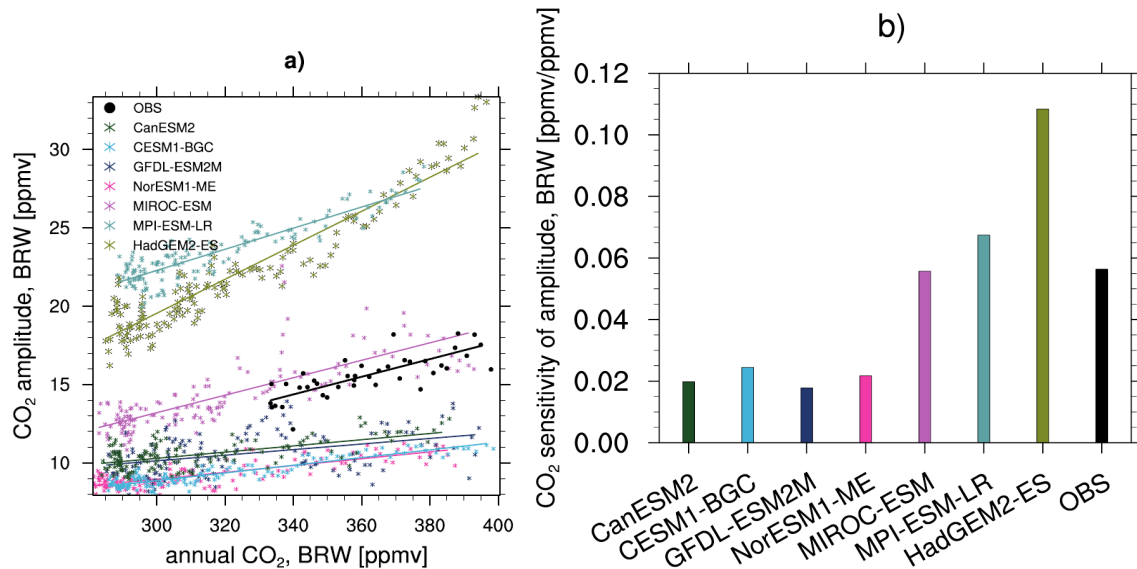 a)
OBS
CanESM2
CESM1-BGC
GFDL-ESM2M
NorESM1-ME
MIROC-ESM
MPI-ESM-LR
HadGEM2-ES
CO₂ amplitude, BRW [ppmv]
30
25
20
15
10
300 320 340 360 380 400
annual CO₂, BRW [ppmv]
b)
CO₂ sensitivity of amplitude, BRW [ppmv/ppmv]
0.12
0.10
0.08
0.06
0.04
0.02
0.00
CanESM2
CESM1-BGC
GFDL-ESM2M
NorESM1-ME
MIROC-ESM
MPI-ESM-LR
HadGEM2-ES
OBS